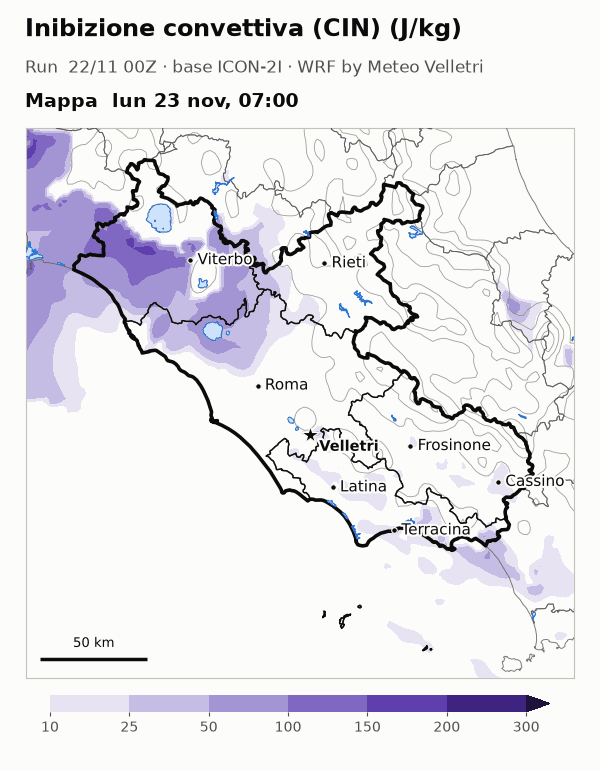 Inibizione convettiva (CIN) (J/kg)
Run  22/11 00Z · base ICON-2I · WRF by Meteo Velletri
Mappa  lun 23 nov, 07:00
Viterbo
Rieti
Roma
Velletri
Frosinone
Latina
Cassino
Terracina
50 km
10 25 50 100 150 200 300